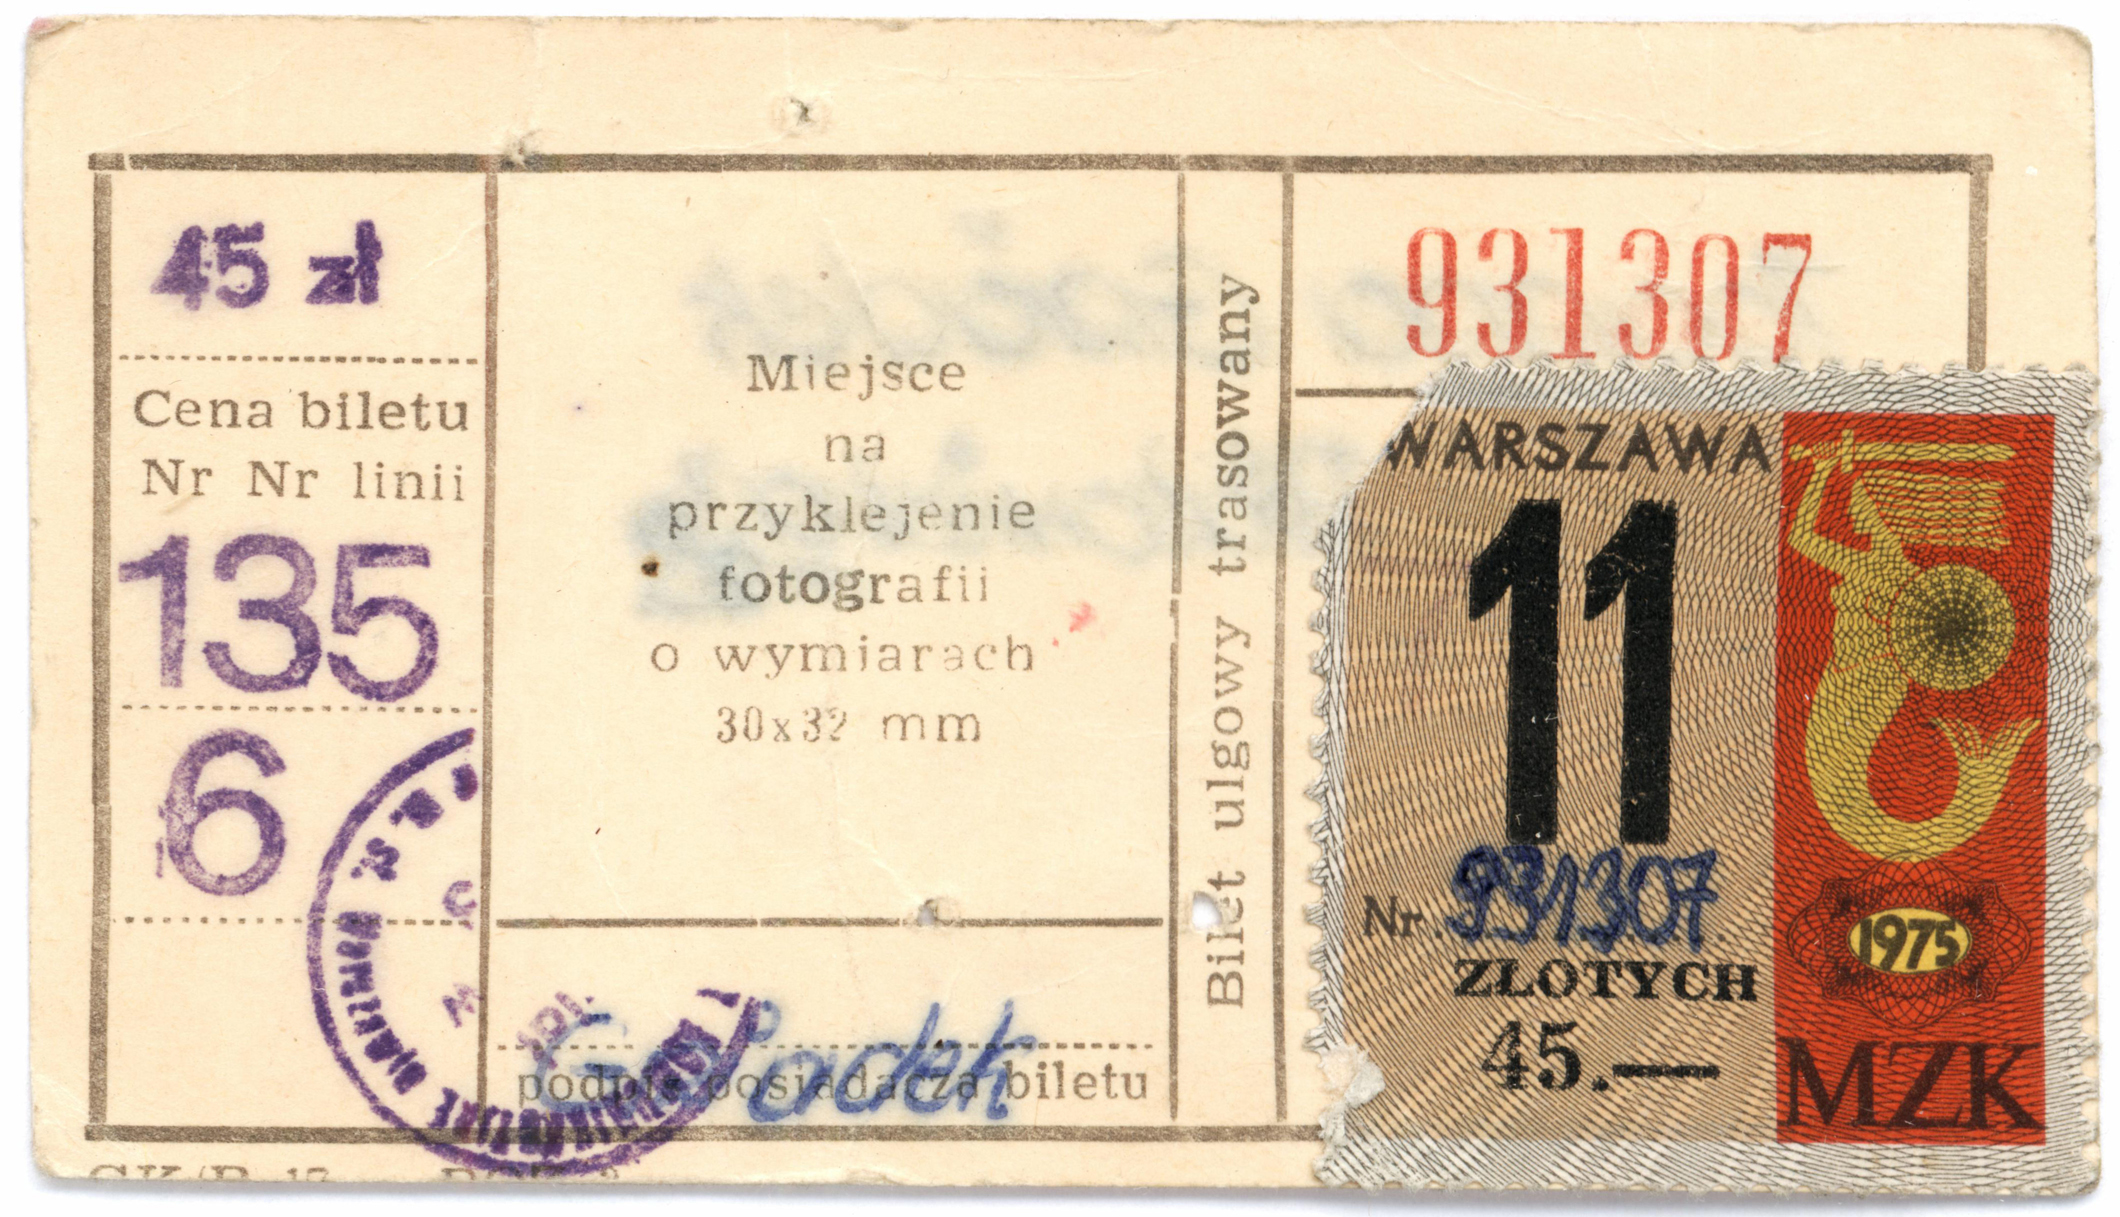 45 zł
Cena biletu
Nr Nr linii
135
6
Miejsce
na
przyklejenie
fotografii
o wymiarach
30x32 mm
podpis posiadacza biletu
Bilet ulgowy trasowany
931307
WARSZAWA
11
Nr. 931307
ZŁOTYCH
45.—
1975
MZK